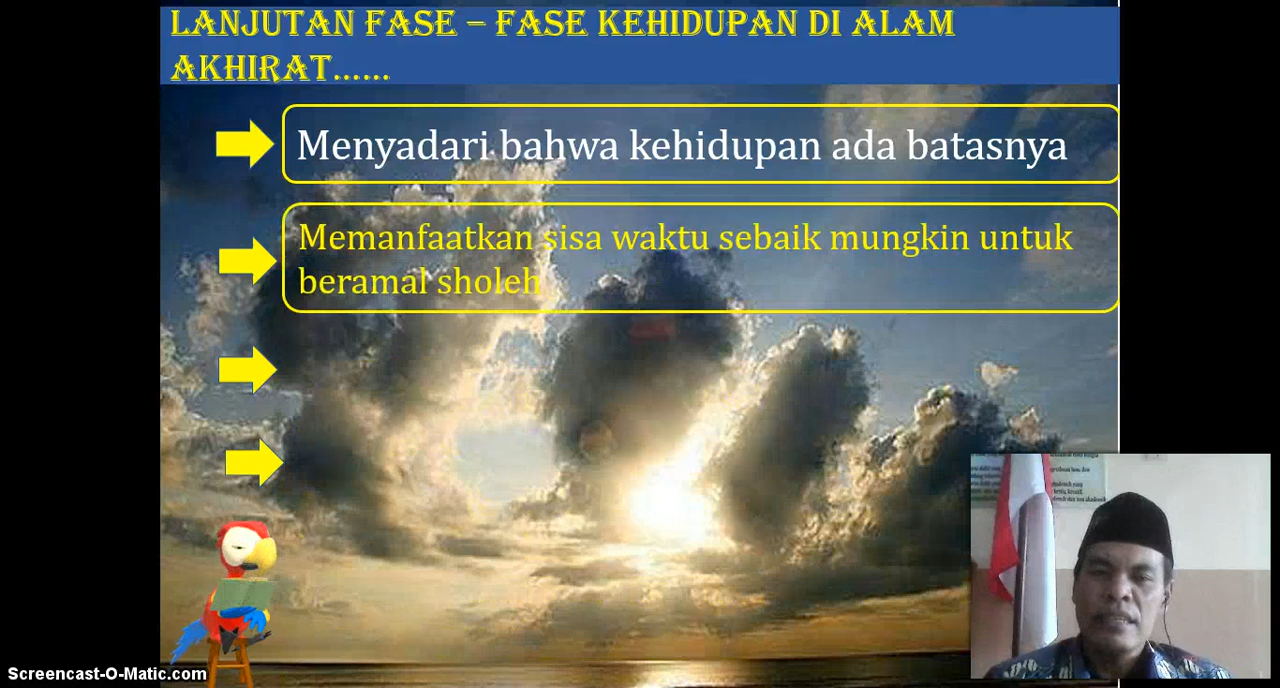 LANJUTAN FASE – FASE KEHIDUPAN DI ALAM
AKHIRAT......
Menyadari bahwa kehidupan ada batasnya
Memanfaatkan sisa waktu sebaik mungkin untuk
beramal sholeh
Screencast-O-Matic.com